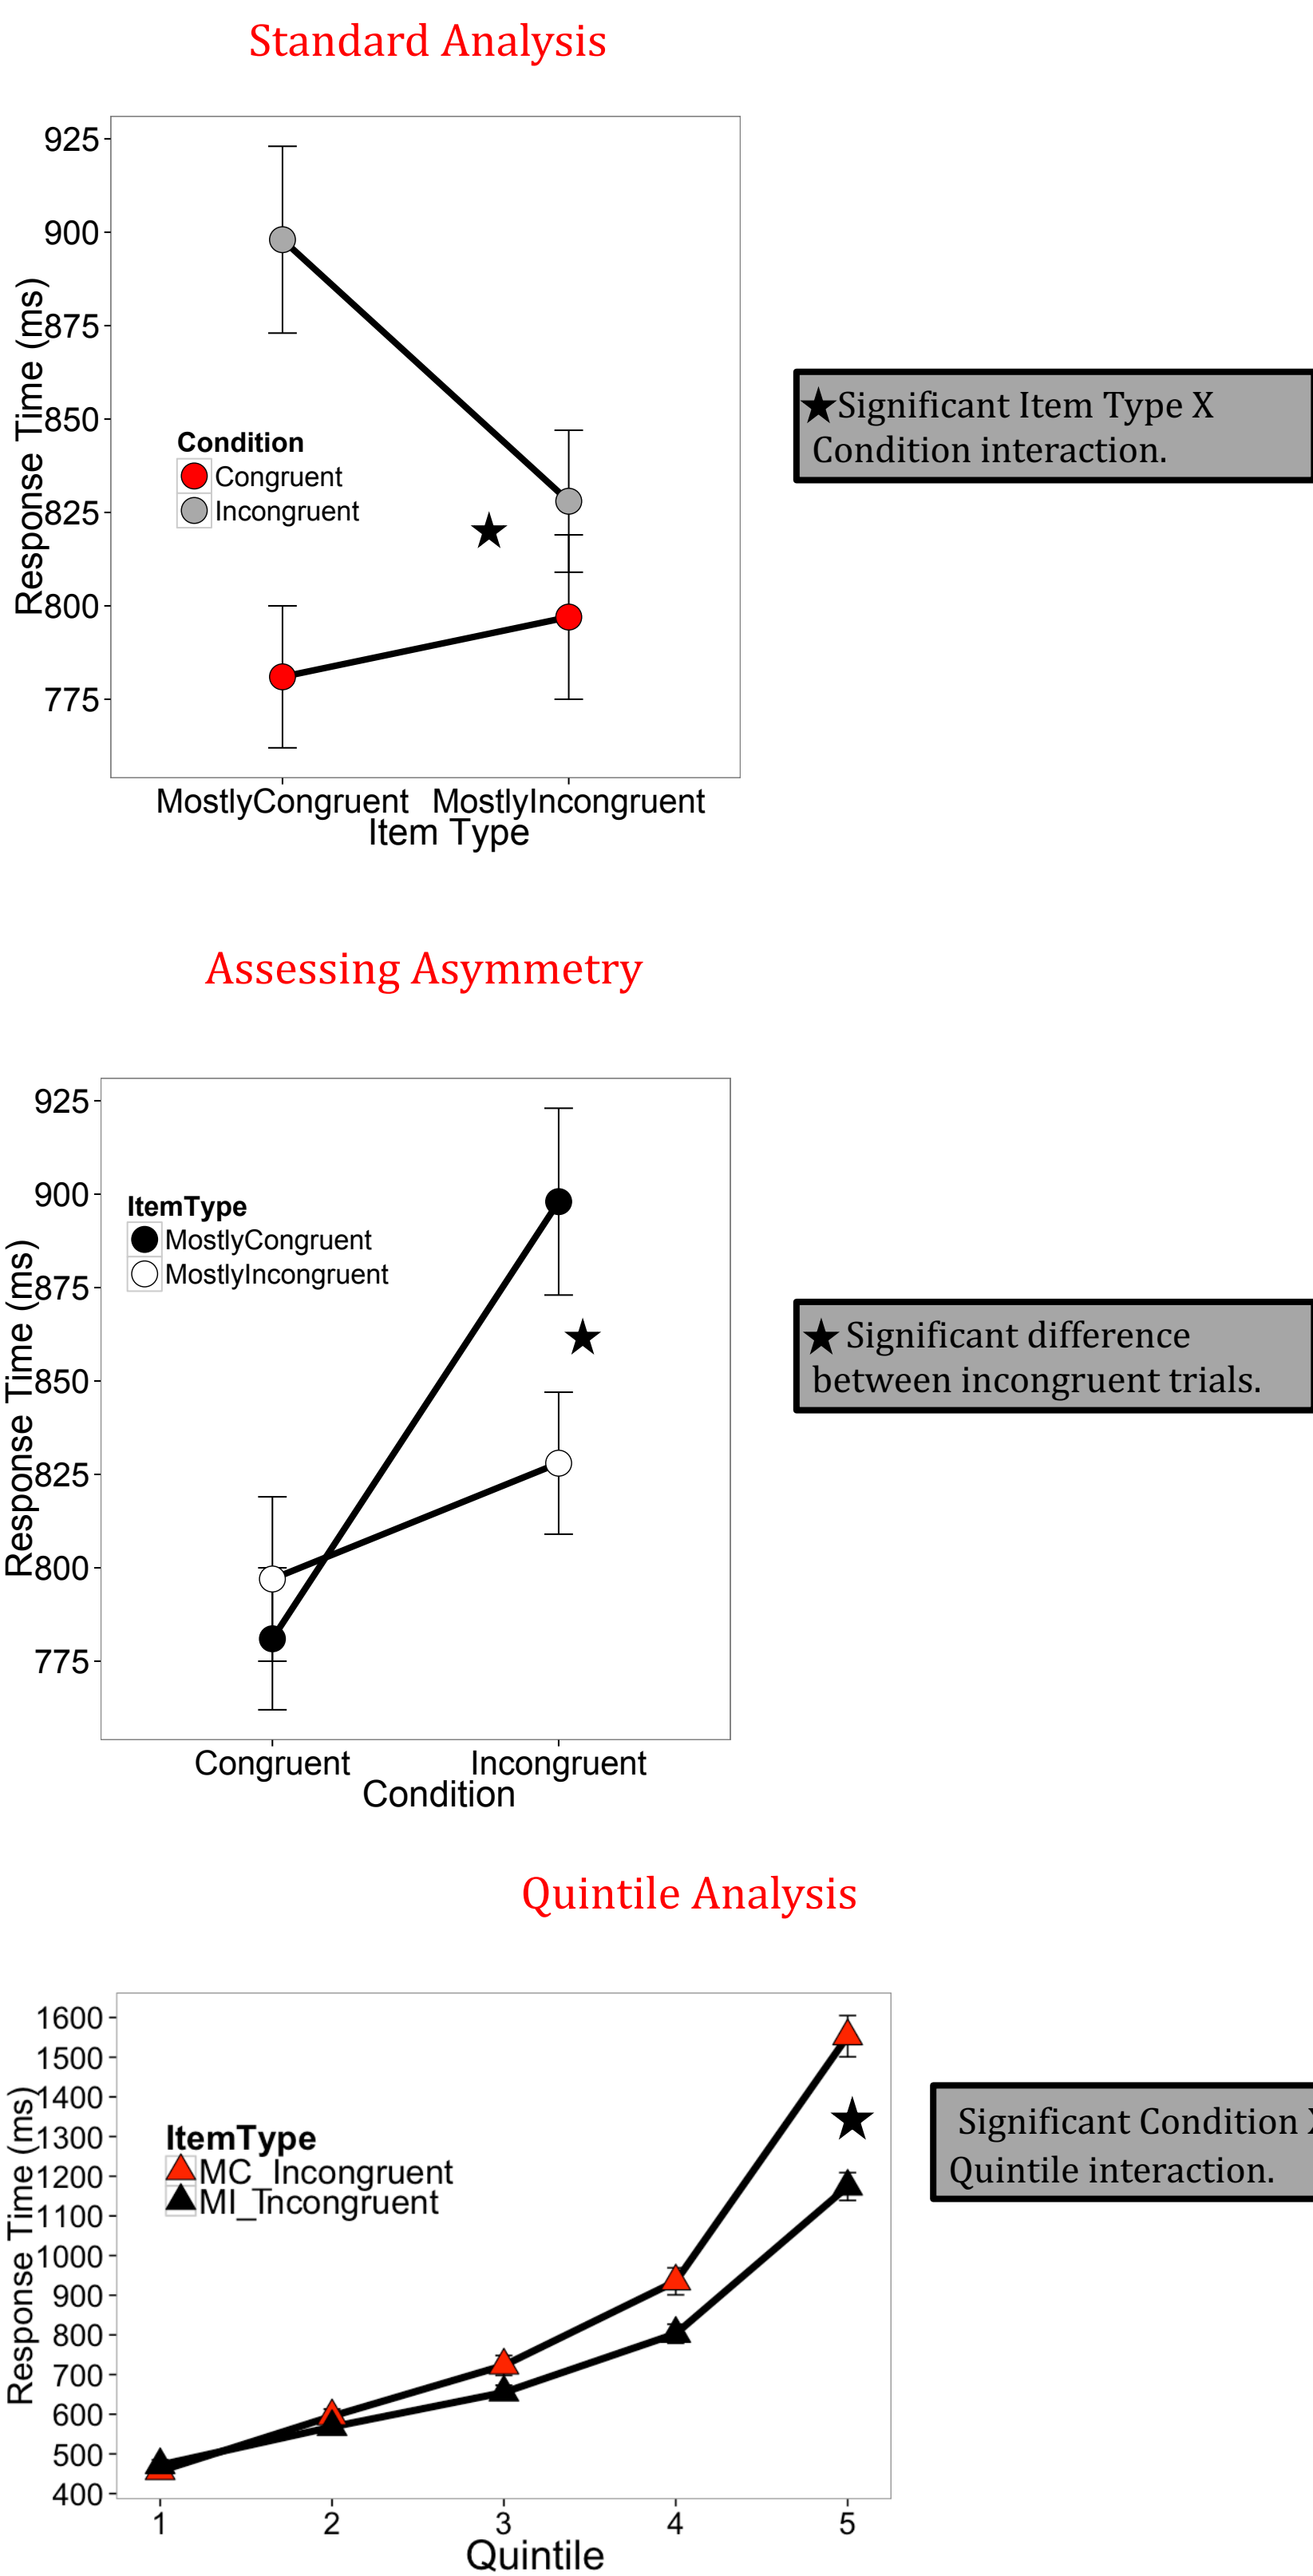 Standard Analysis
925
900
875
850
825
800
775
Response Time (ms)
Condition
Congruent
Incongruent
MostlyCongruent MostlyIncongruent
Item Type
★Significant Item Type X
Condition interaction.
Assessing Asymmetry
925
900
875
850
825
800
775
Response Time (ms)
ItemType
MostlyCongruent
MostlyIncongruent
Congruent Incongruent
Condition
★ Significant difference
between incongruent trials.
Quintile Analysis
1600
1500
1400
1300
1200
1100
1000
900
800
700
600
500
400
Response Time (ms)
ItemType
MC_Incongruent
MI_Incongruent
1 2 3 4 5
Quintile
Significant Condition X
Quintile interaction.